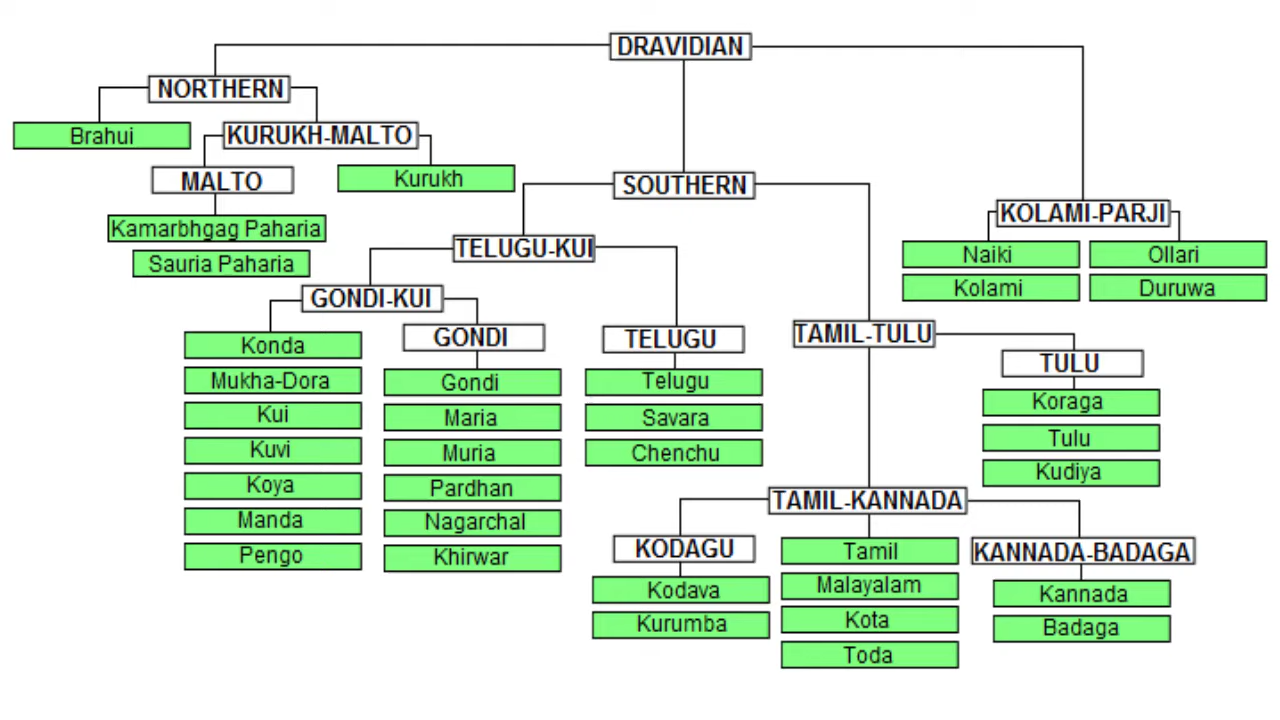 DRAVIDIAN
NORTHERN
Brahui
KURUKH-MALTO
MALTO
Kurukh
Kamarbhgag Paharia
Sauria Paharia
SOUTHERN
KOLAMI-PARJI
Naiki
Ollari
Kolami
Duruwa
TELUGU-KUI
GONDI-KUI
Konda
Mukha-Dora
Kui
Kuvi
Koya
Manda
Pengo
GONDI
Gondi
Maria
Muria
Pardhan
Nagarchal
Khirwar
TELUGU
Telugu
Savara
Chenchu
TAMIL-TULU
TULU
Koraga
Tulu
Kudiya
TAMIL-KANNADA
KODAGU
Kodava
Kurumba
Tamil
Malayalam
Kota
Toda
KANNADA-BADAGA
Kannada
Badaga